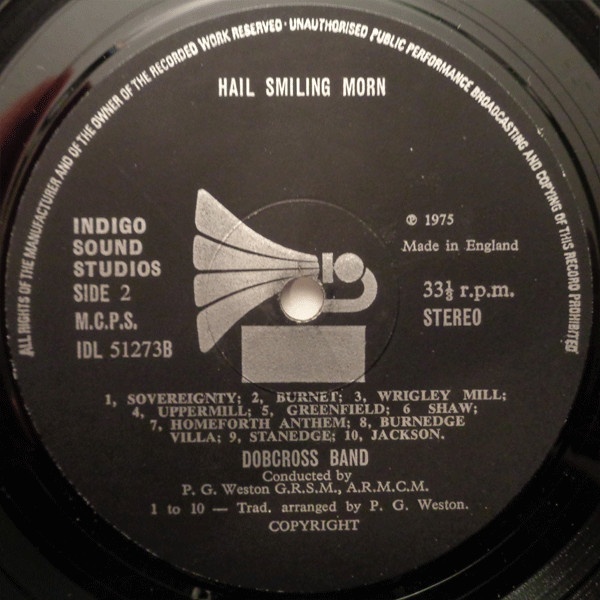 ALL RIGHTS OF THE MANUFACTURER AND OF THE OWNER OF THE RECORDED WORK RESERVED · UNAUTHORISED PUBLIC PERFORMANCE BROADCASTING AND COPYING OF THIS RECORD PROHIBITED
HAIL SMILING MORN
INDIGO
SOUND
STUDIOS
SIDE 2
M.C.P.S.
IDL 51273B
℗ 1975
Made in England
33⅓ r.p.m.
STEREO
1, SOVEREIGNTY; 2, BURNET; 3, WRIGLEY MILL;
4, UPPERMILL; 5, GREENFIELD; 6 SHAW;
7, HOMEFORTH ANTHEM; 8, BURNEDGE
VILLA; 9, STANEDGE; 10, JACKSON.
DOBCROSS BAND
Conducted by
P. G. Weston G.R.S.M., A.R.M.C.M.
1 to 10 — Trad. arranged by P. G. Weston.
COPYRIGHT